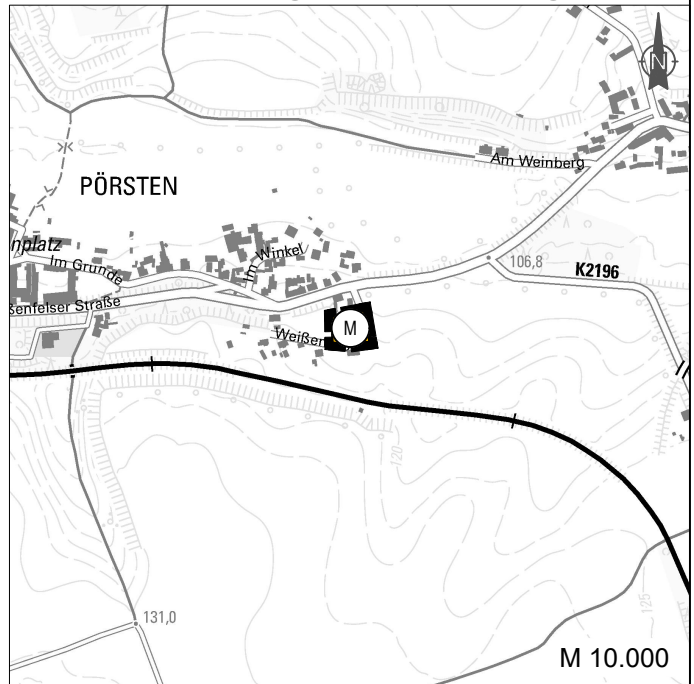 N
Am Weinberg
PÖRSTEN
nplatz
Im Winkel
Im Grunde
106,8
K2196
ßenfelser Straße
M
Weißen
120
131,0
125
M 10.000